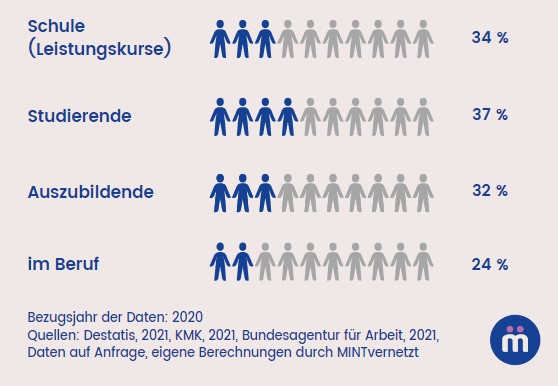 Schule
(Leistungskurse)
34 %
Studierende
37 %
Auszubildende
32 %
im Beruf
24 %
Bezugsjahr der Daten: 2020
Quellen: Destatis, 2021, KMK, 2021, Bundesagentur für Arbeit, 2021,
Daten auf Anfrage, eigene Berechnungen durch MINTvernetzt
m